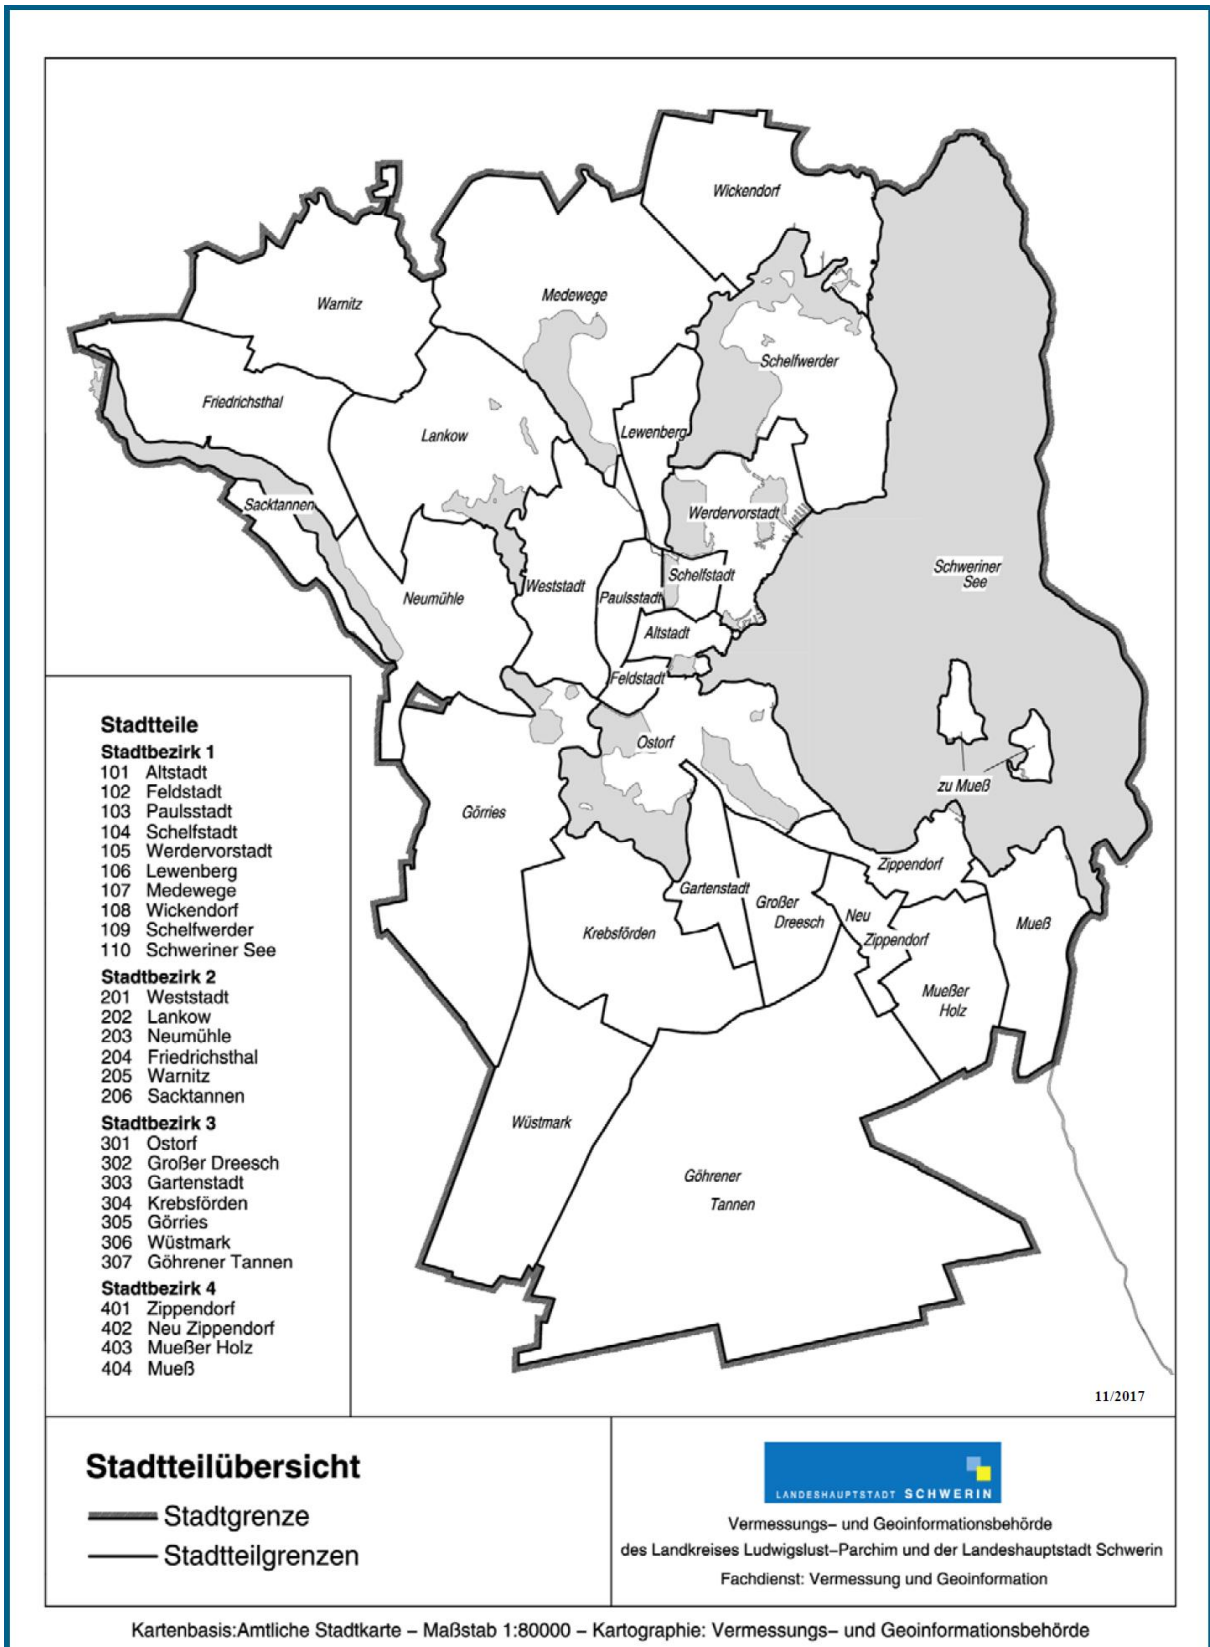 Wickendorf
Warnitz
Medewege
Schelfwerder
Friedrichsthal
Lankow
Lewenberg
Sacktannen
Werdervorstadt
Schweriner
See
Schelfstadt
Neumühle
Weststadt
Paulsstadt
Altstadt
Feldstadt
Ostorf
zu Mueß
Görries
Zippendorf
Gartenstadt
Großer
Dreesch
Neu
Zippendorf
Mueß
Krebsförden
Mueßer
Holz
Wüstmark
Göhrener
Tannen
Stadtteile
Stadtbezirk 1
101 Altstadt
102 Feldstadt
103 Paulsstadt
104 Schelfstadt
105 Werdervorstadt
106 Lewenberg
107 Medewege
108 Wickendorf
109 Schelfwerder
110 Schweriner See
Stadtbezirk 2
201 Weststadt
202 Lankow
203 Neumühle
204 Friedrichsthal
205 Warnitz
206 Sacktannen
Stadtbezirk 3
301 Ostorf
302 Großer Dreesch
303 Gartenstadt
304 Krebsförden
305 Görries
306 Wüstmark
307 Göhrener Tannen
Stadtbezirk 4
401 Zippendorf
402 Neu Zippendorf
403 Mueßer Holz
404 Mueß
11/2017
Stadtteilübersicht
Stadtgrenze
Stadtteilgrenzen
LANDESHAUPTSTADT SCHWERIN
Vermessungs– und Geoinformationsbehörde
des Landkreises Ludwigslust–Parchim und der Landeshauptstadt Schwerin
Fachdienst: Vermessung und Geoinformation
Kartenbasis:Amtliche Stadtkarte – Maßstab 1:80000 – Kartographie: Vermessungs– und Geoinformationsbehörde